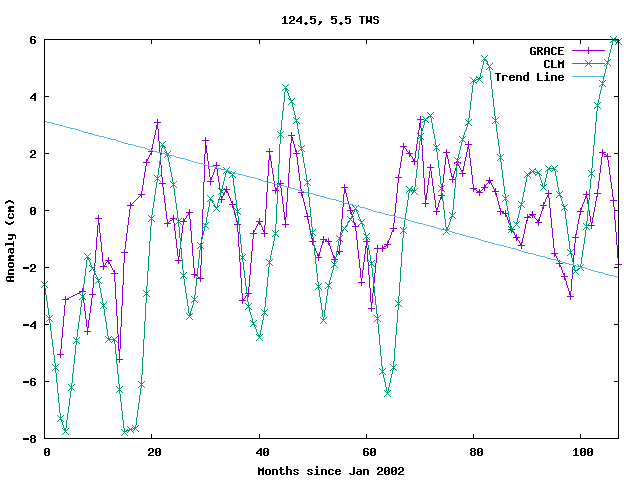 124.5, 5.5 TWS
GRACE
CLM
Trend Line
6
4
2
0
-2
-4
-6
-8
Anomaly (cm)
0 20 40 60 80 100
Months since Jan 2002